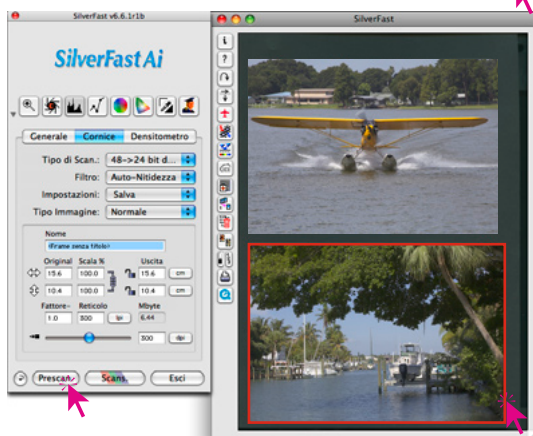 SilverFast v6.6.1r1b
SilverFast
SilverFast Ai
Generale Cornice Densitometro
Tipo di Scan.: 48->24 bit d...
Filtro: Auto-Nitidezza
Impostazioni: Salva
Tipo Immagine: Normale
Nome
<Frame senza titolo>
Original Scala % Uscita
15.6 100.0 15.6 cm
10.4 100.0 10.4 cm
Fattore- Reticolo Mbyte
1.0 300 lpi 6.44
300 dpi
Prescan Scans. Esci